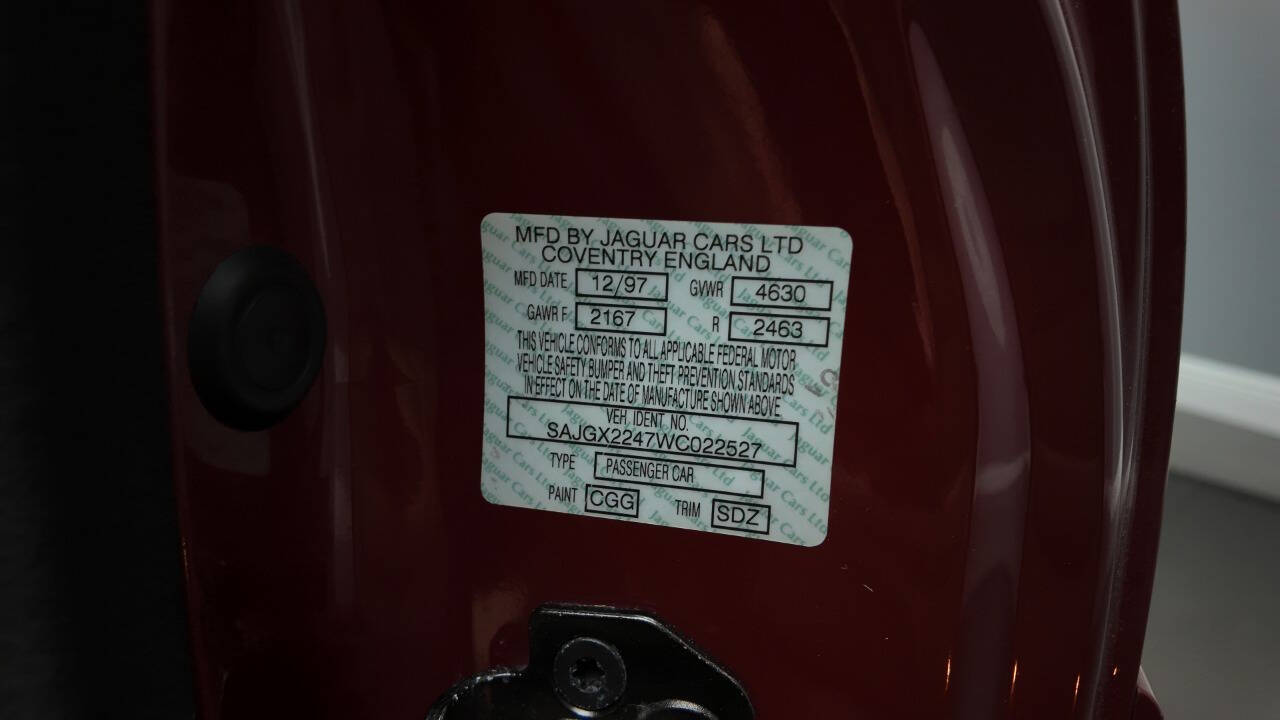 MFD BY JAGUAR CARS LTD
COVENTRY ENGLAND
MFD DATE 12/97 GVWR 4630
GAWR F 2167 R 2463
THIS VEHICLE CONFORMS TO ALL APPLICABLE FEDERAL MOTOR
VEHICLE SAFETY BUMPER AND THEFT PREVENTION STANDARDS
IN EFFECT ON THE DATE OF MANUFACTURE SHOWN ABOVE
VEH. IDENT NO.
SAJGX2247WC022527
TYPE PASSENGER CAR
PAINT CGG TRIM SDZ